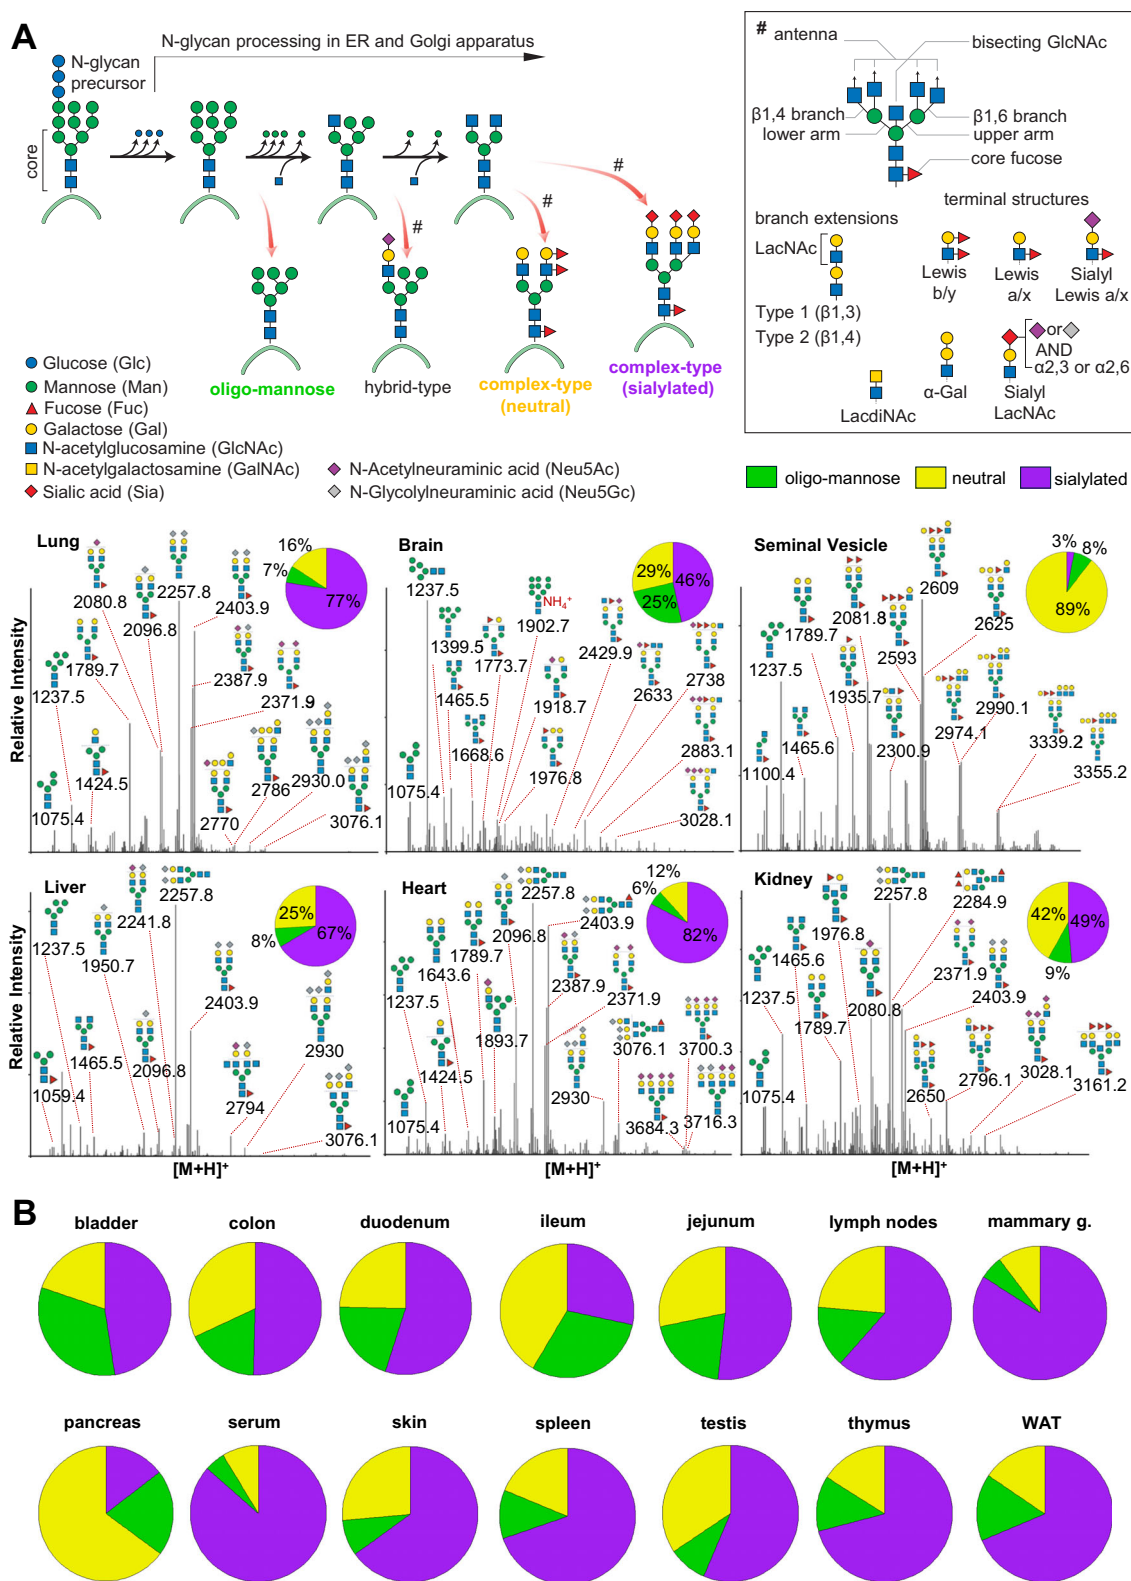 A
N-glycan processing in ER and Golgi apparatus
N-glycan
precursor
core
#
#
#
oligo-mannose
hybrid-type
complex-type
(neutral)
complex-type
(sialylated)
Glucose (Glc)
Mannose (Man)
Fucose (Fuc)
Galactose (Gal)
N-acetylglucosamine (GlcNAc)
N-acetylgalactosamine (GalNAc)
Sialic acid (Sia)
N-Acetylneuraminic acid (Neu5Ac)
N-Glycolylneuraminic acid (Neu5Gc)
# antenna
bisecting GlcNAc
β1,4 branch
lower arm
β1,6 branch
upper arm
core fucose
branch extensions
terminal structures
LacNAc
Type 1 (β1,3)
Type 2 (β1,4)
Lewis
b/y
Lewis
a/x
Sialyl
Lewis a/x
LacdiNAc
α-Gal
Sialyl
LacNAc
or
AND
α2,3 or α2,6
oligo-mannose
neutral
sialylated
Lung
Relative Intensity
1237.5
1075.4
1789.7
1424.5
2080.8
2096.8
2257.8
2403.9
2387.9
2371.9
2770
2786
2930.0
3076.1
16%
7%
77%
Brain
1237.5
1075.4
1399.5
1465.5
1668.6
1773.7
1902.7
NH₄⁺
1918.7
1976.8
2429.9
2633
2738
2883.1
3028.1
29%
46%
25%
Seminal Vesicle
1237.5
1100.4
1465.6
1789.7
1935.7
2081.8
2300.9
2593
2609
2625
2974.1
2990.1
3339.2
3355.2
3%
8%
89%
Liver
Relative Intensity
1237.5
1059.4
1465.5
1950.7
2096.8
2241.8
2257.8
2403.9
2794
2930
3076.1
25%
8%
67%
[M+H]⁺
Heart
1237.5
1075.4
1424.5
1643.6
1789.7
1893.7
2096.8
2257.8
2403.9
2387.9
2371.9
2930
3076.1
3684.3
3700.3
3716.3
12%
6%
82%
[M+H]⁺
Kidney
1237.5
1075.4
1465.6
1789.7
1976.8
2080.8
2257.8
2284.9
2371.9
2403.9
2650
2796.1
3028.1
3161.2
42%
49%
9%
[M+H]⁺
B
bladder
colon
duodenum
ileum
jejunum
lymph nodes
mammary g.
pancreas
serum
skin
spleen
testis
thymus
WAT